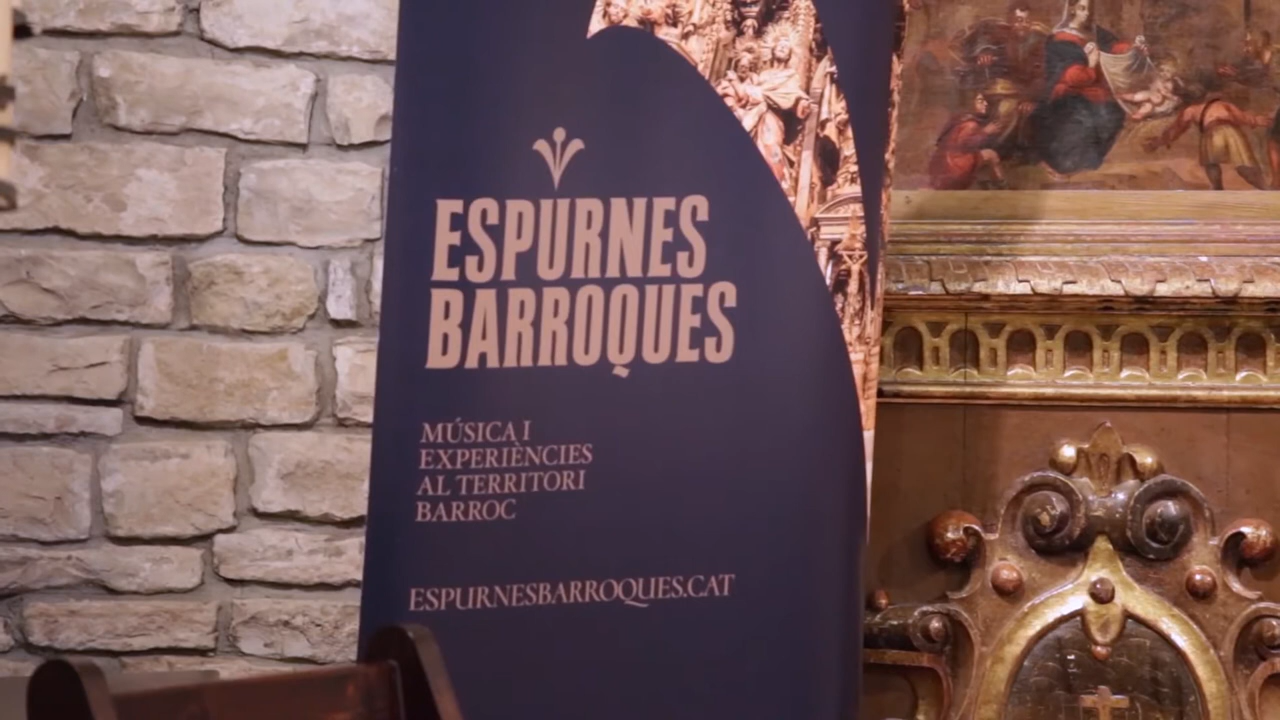 ESPURNES
BARROQUES
MÚSICA I
EXPERIÈNCIES
AL TERRITORI
BARROC
ESPURNESBARROQUES.CAT